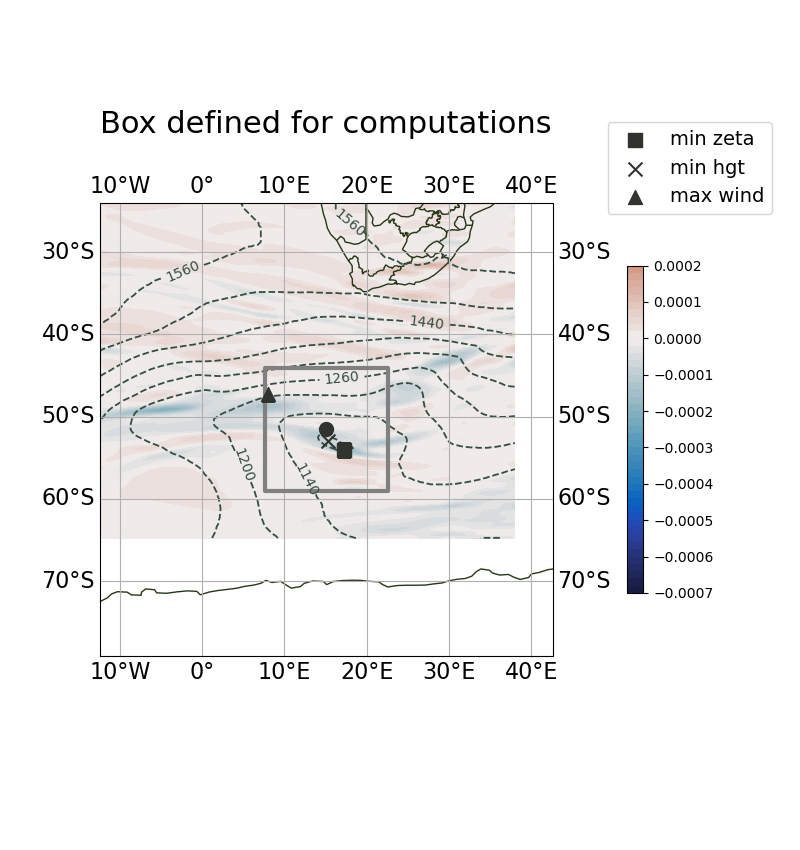 Box defined for computations
min zeta
min hgt
max wind
10°W 0° 10°E 20°E 30°E 40°E
30°S 30°S
40°S 40°S
50°S 50°S
60°S 60°S
70°S 70°S
10°W 0° 10°E 20°E 30°E 40°E
1560
1560
1440
1260
1200
1140
0.0002
0.0001
0.0000
−0.0001
−0.0002
−0.0003
−0.0004
−0.0005
−0.0006
−0.0007